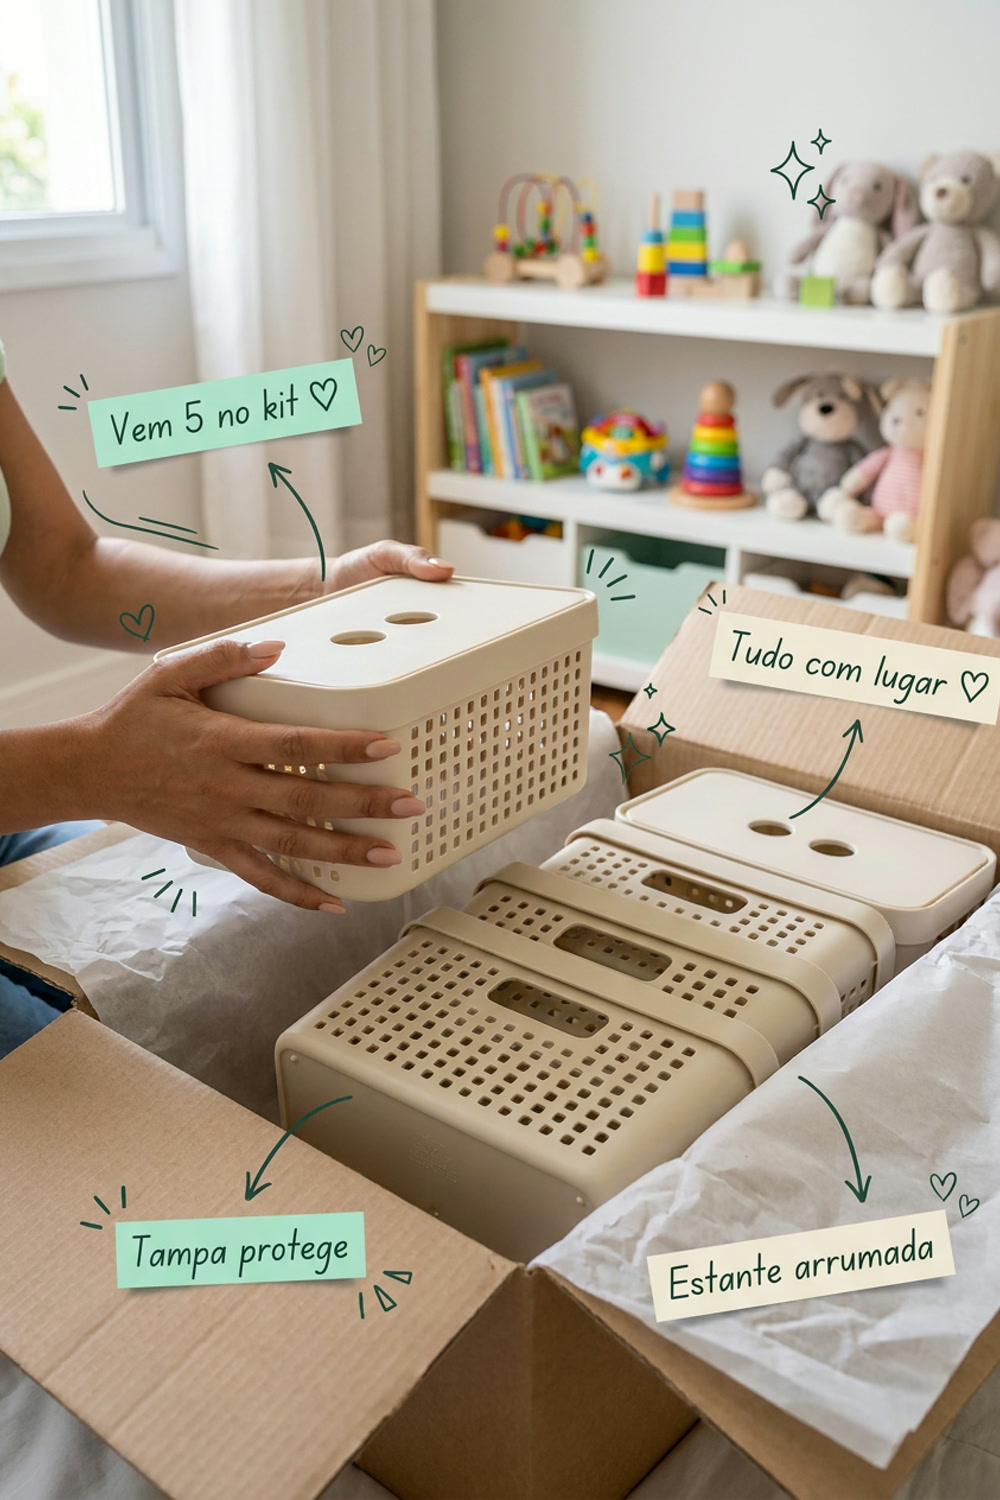 Vem 5 no kit ♡
Tudo com lugar ♡
Tampa protege
Estante arrumada